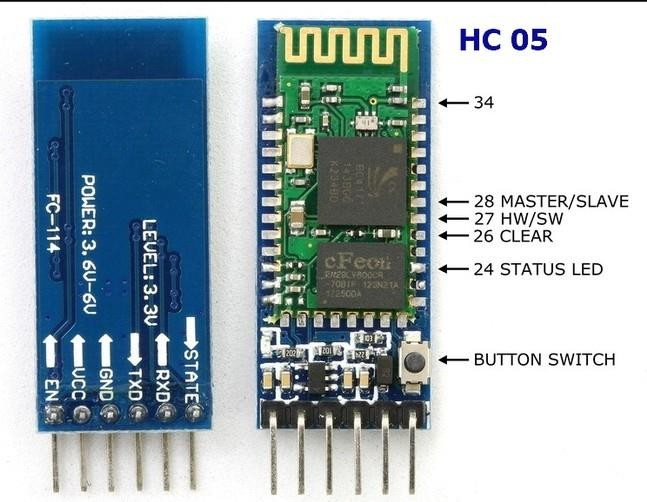 HC 05
34
28 MASTER/SLAVE
27 HW/SW
26 CLEAR
24 STATUS LED
BUTTON SWITCH
FC-114
POWER: 3.6V-6V
LEVEL: 3.3V
EN
VCC
GND
TXD
RXD
STATE
cFeon